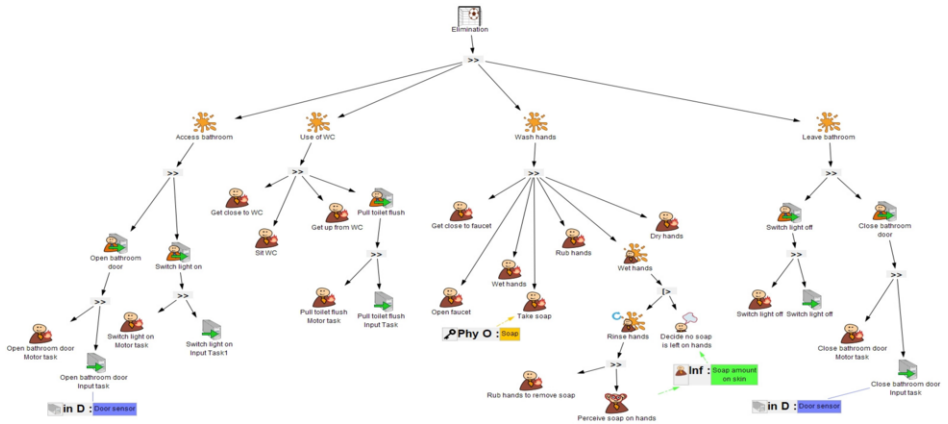 Elimination
>>
Access bathroom
Use of WC
Wash hands
Leave bathroom
>>
>>
>>
>>
Get close to WC
Sit WC
Get up from WC
Pull toilet flush
Get close to faucet
Open faucet
Wet hands
Take soap
Rub hands
Wet hands
Dry hands
Switch light off
Close bathroom
door
Open bathroom
door
Switch light on
>>
>>
>>
[>
>>
>>
Open bathroom door
Motor task
Open bathroom door
Input task
Switch light on
Motor task
Switch light on
Input Task1
Pull toilet flush
Motor task
Pull toilet flush
Input Task
Phy O : Soap
Rinse hands
Decide no soap
is left on hands
>>
Rub hands to remove soap
Perceive soap on hands
Inf : Soap amount
on skin
Switch light off
Switch light off
Close bathroom door
Motor task
Close bathroom door
Input task
in D : Door sensor
in D : Door sensor